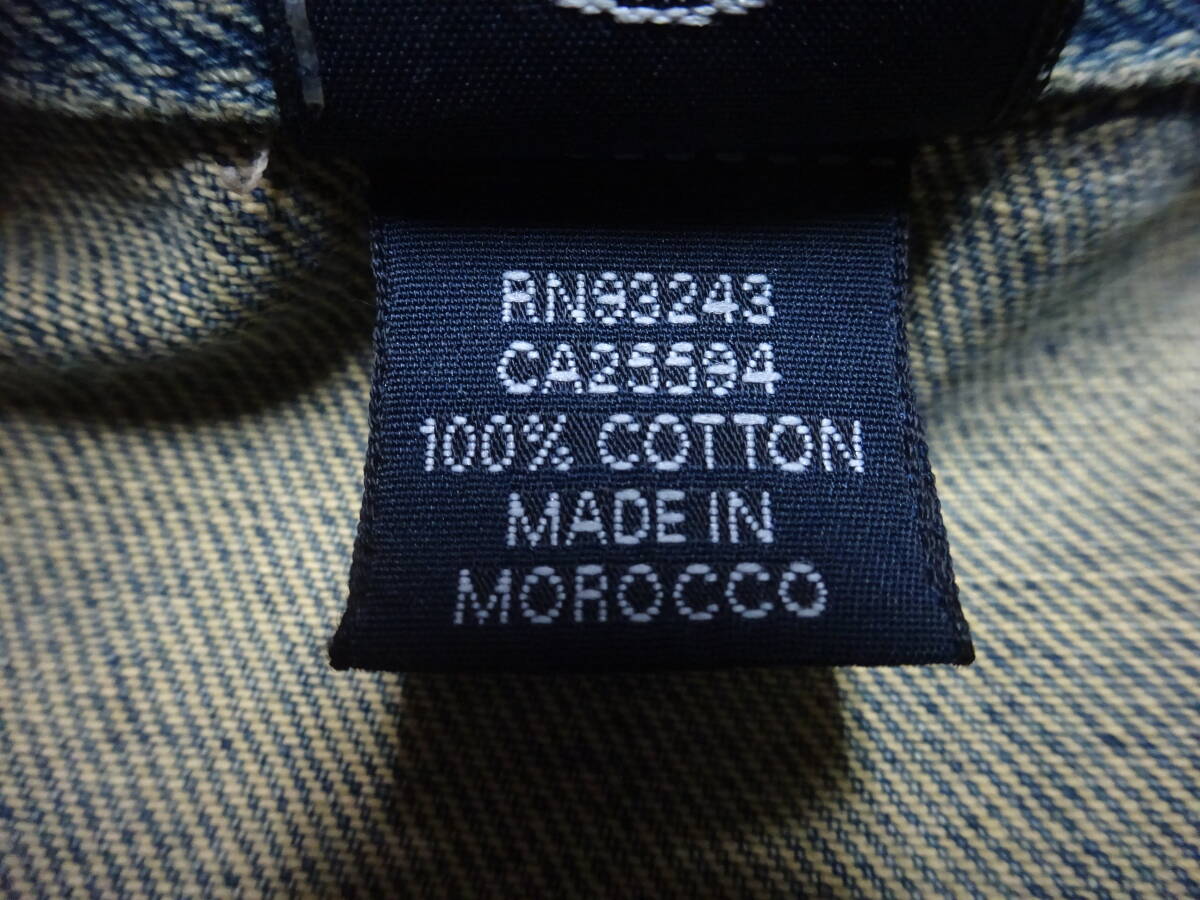 RN93243
CA25594
100% COTTON
MADE IN
MOROCCO